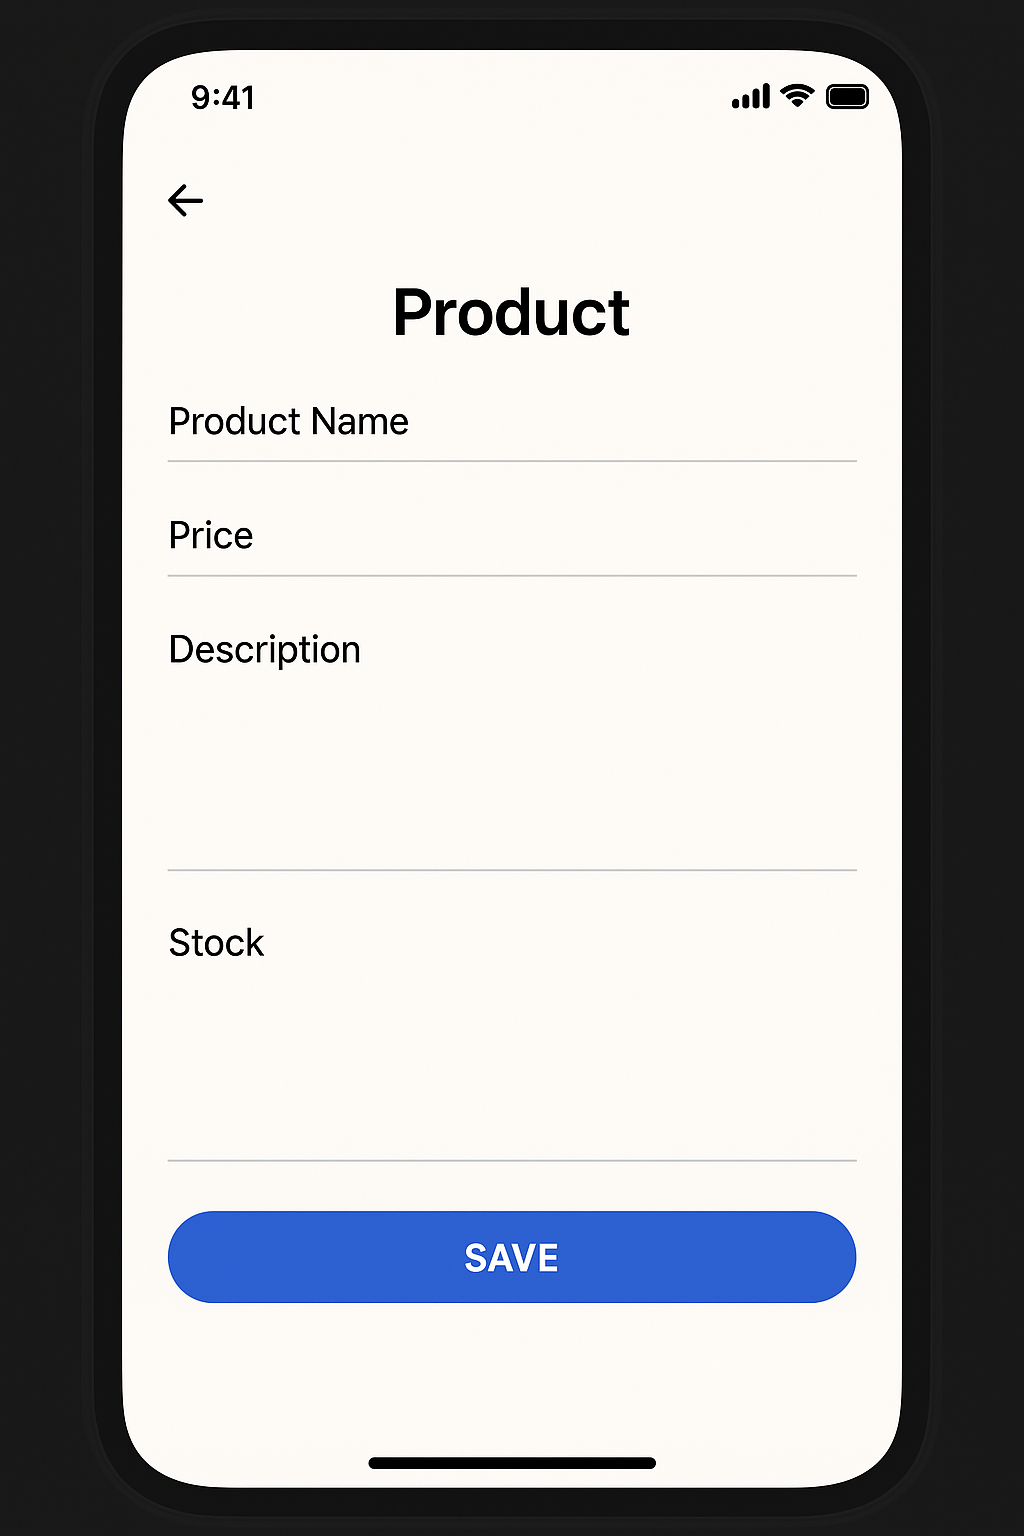 9:41
Product
Product Name
Price
Description
Stock
SAVE